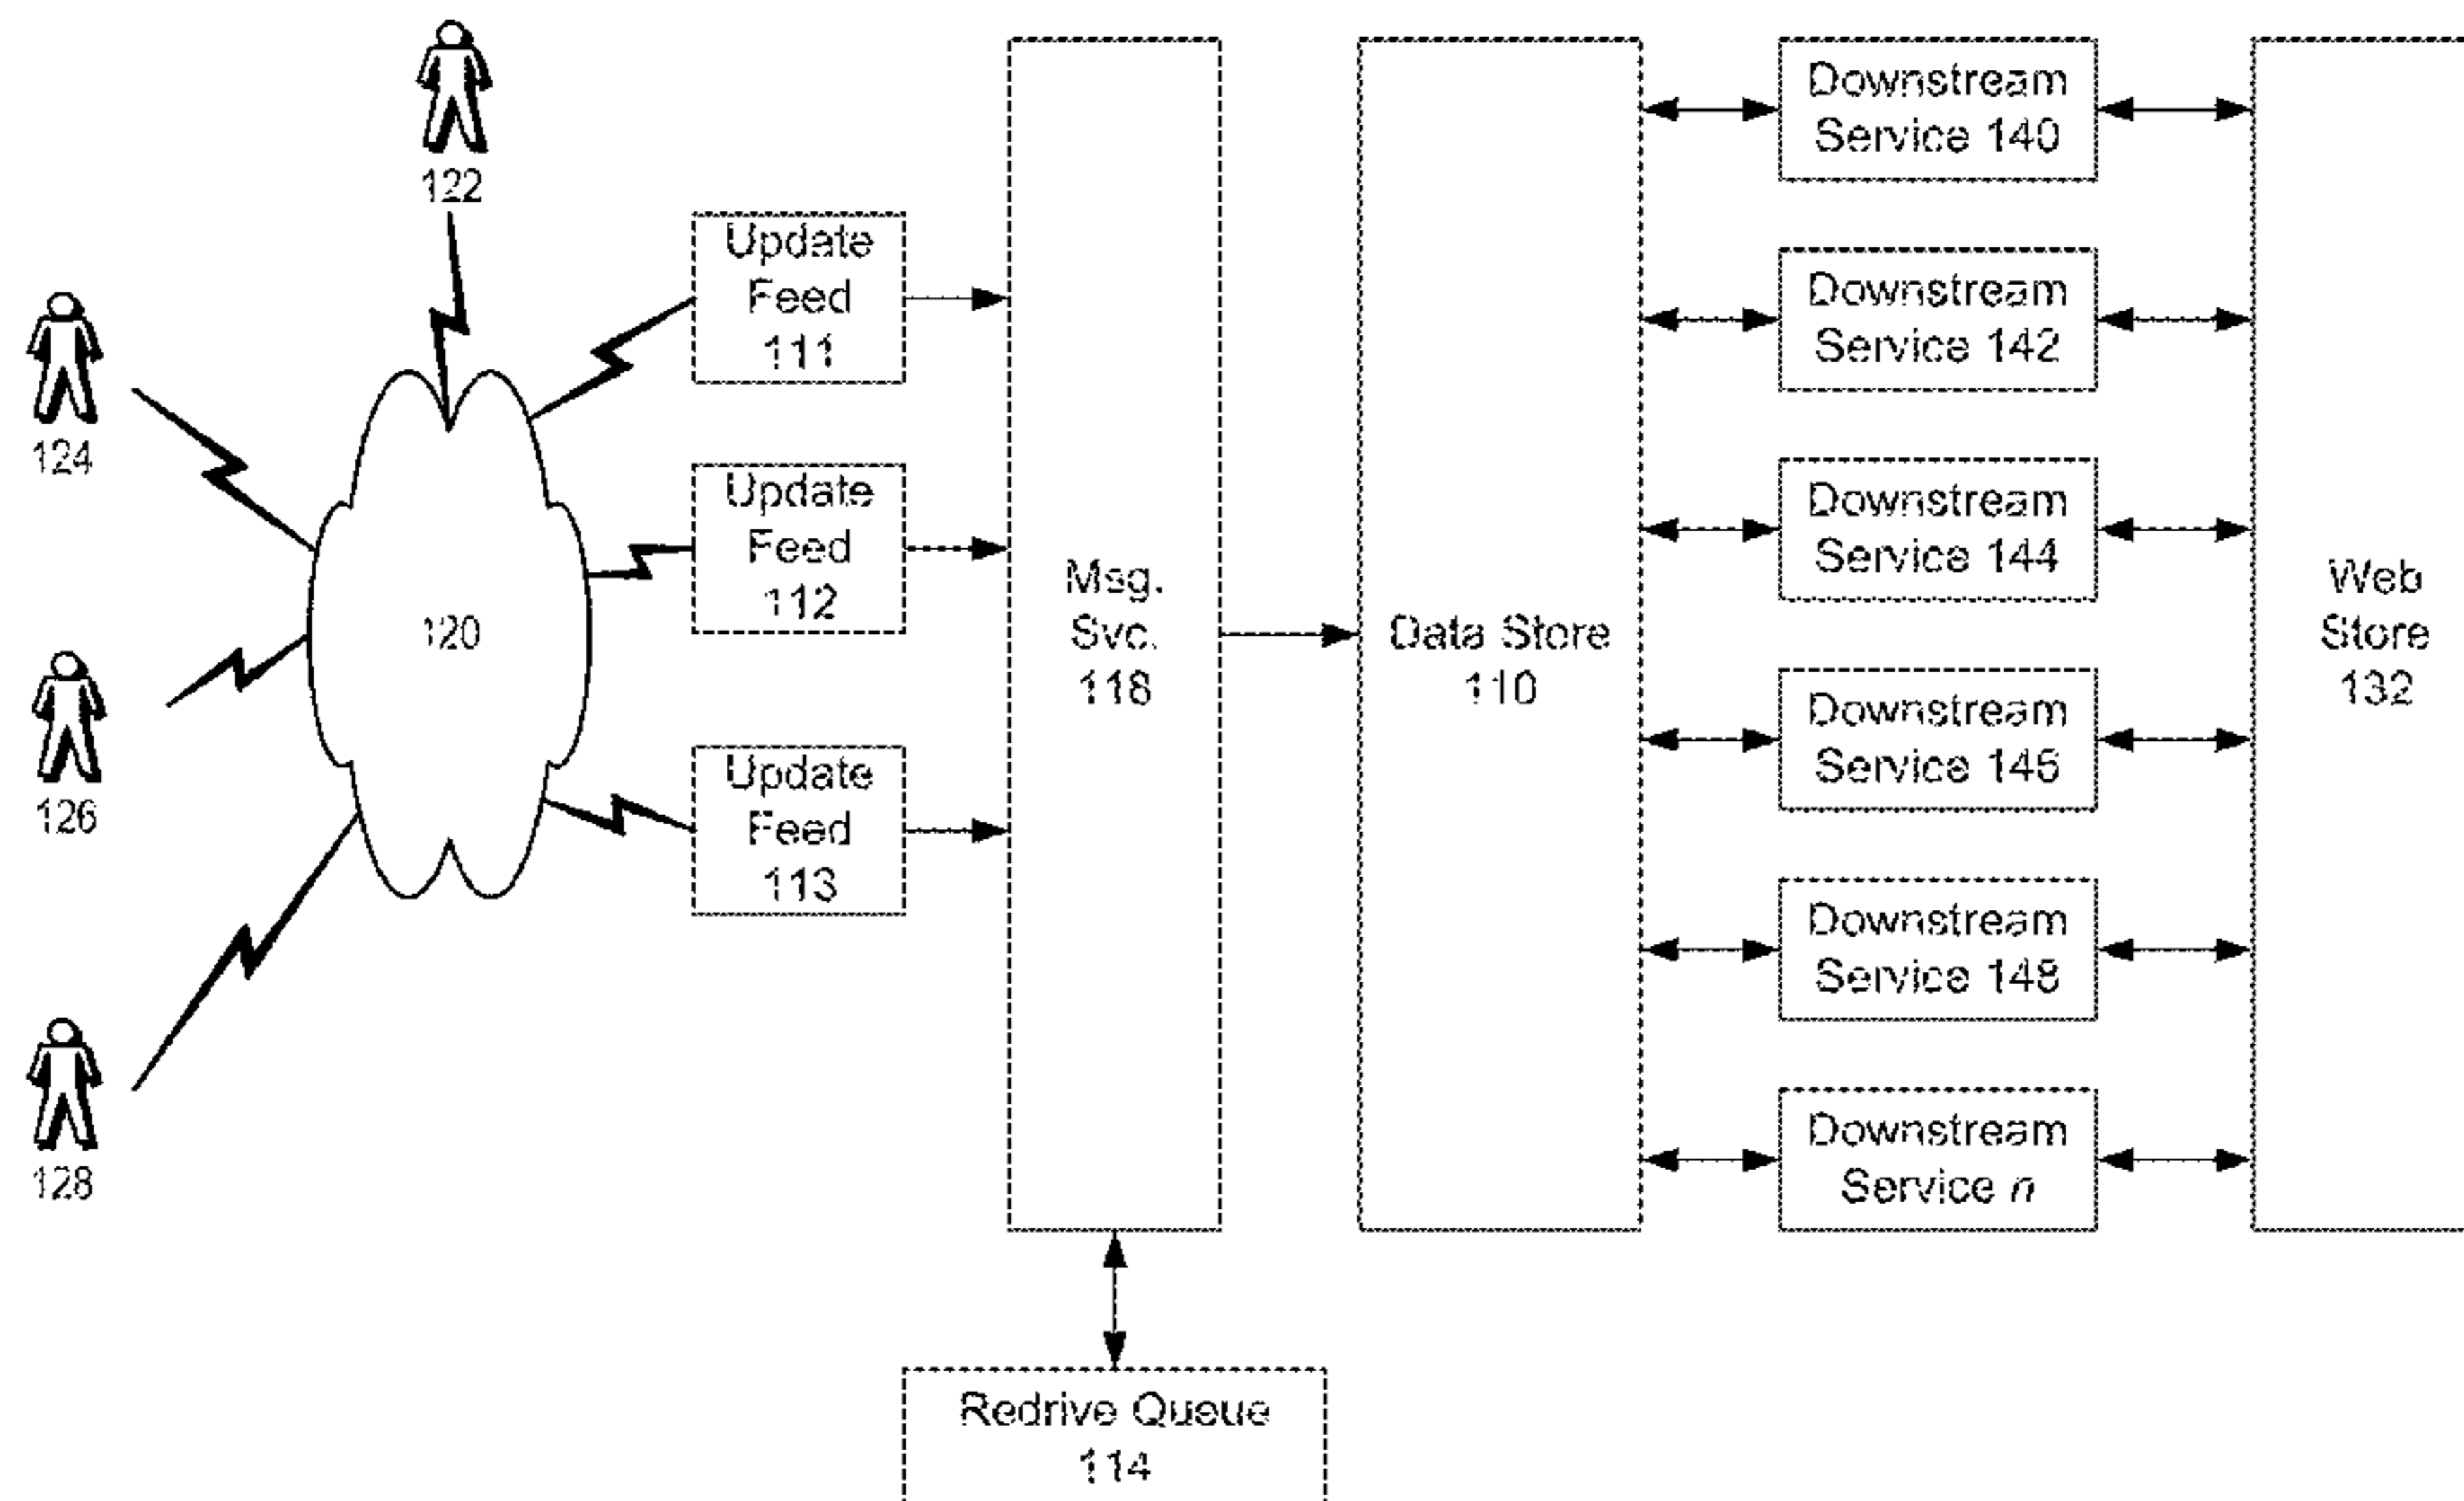 122
124
126
128
120
Update
Feed
111
Update
Feed
112
Update
Feed
113
Msg.
Svc.
118
Redrive Queue
114
Data Store
110
Downstream
Service 140
Downstream
Service 142
Downstream
Service 144
Downstream
Service 146
Downstream
Service 148
Downstream
Service n
Web
Store
132